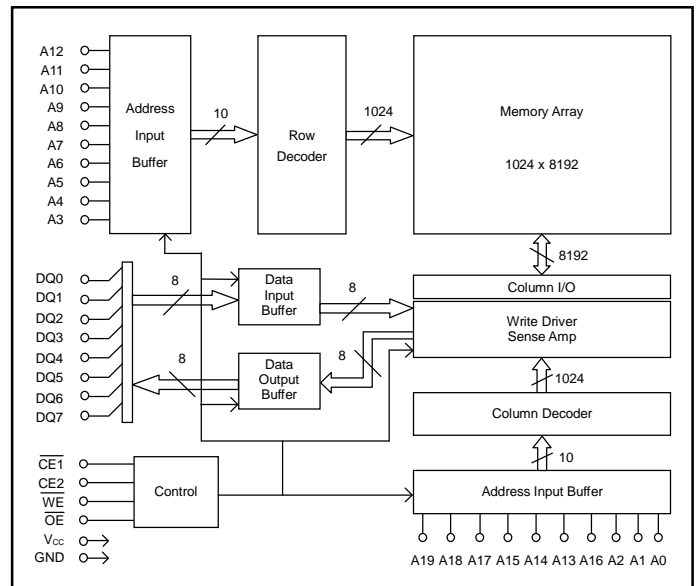 A12
A11
A10
A9
A8
A7
A6
A5
A4
A3
Address
Input
Buffer
10
Row
Decoder
1024
Memory Array
1024 x 8192
8192
DQ0
DQ1
DQ2
DQ3
DQ4
DQ5
DQ6
DQ7
8
Data
Input
Buffer
8
Column I/O
Write Driver
Sense Amp
8
Data
Output
Buffer
8
1024
Column Decoder
10
CE1
CE2
WE
OE
Vcc
GND
Control
Address Input Buffer
A19 A18 A17 A15 A14 A13 A16 A2 A1 A0